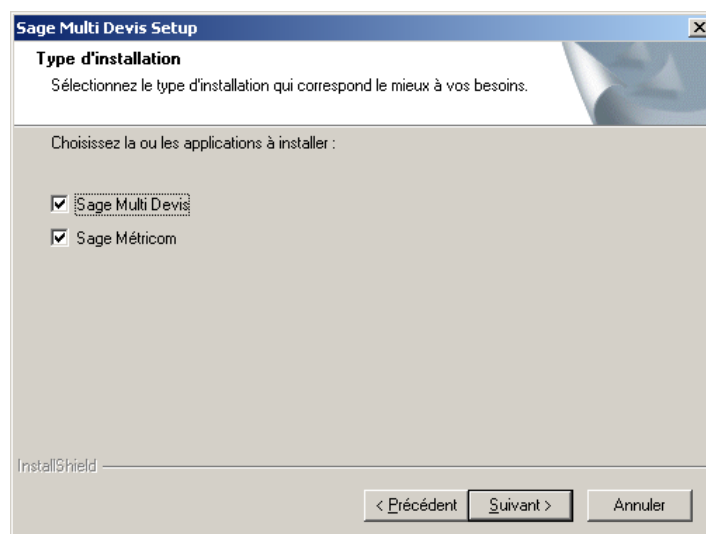 Sage Multi Devis Setup
Type d'installation
Sélectionnez le type d'installation qui correspond le mieux à vos besoins.
Choisissez la ou les applications à installer :
Sage Multi Devis
Sage Métricom
InstallShield
< Précédent Suivant > Annuler